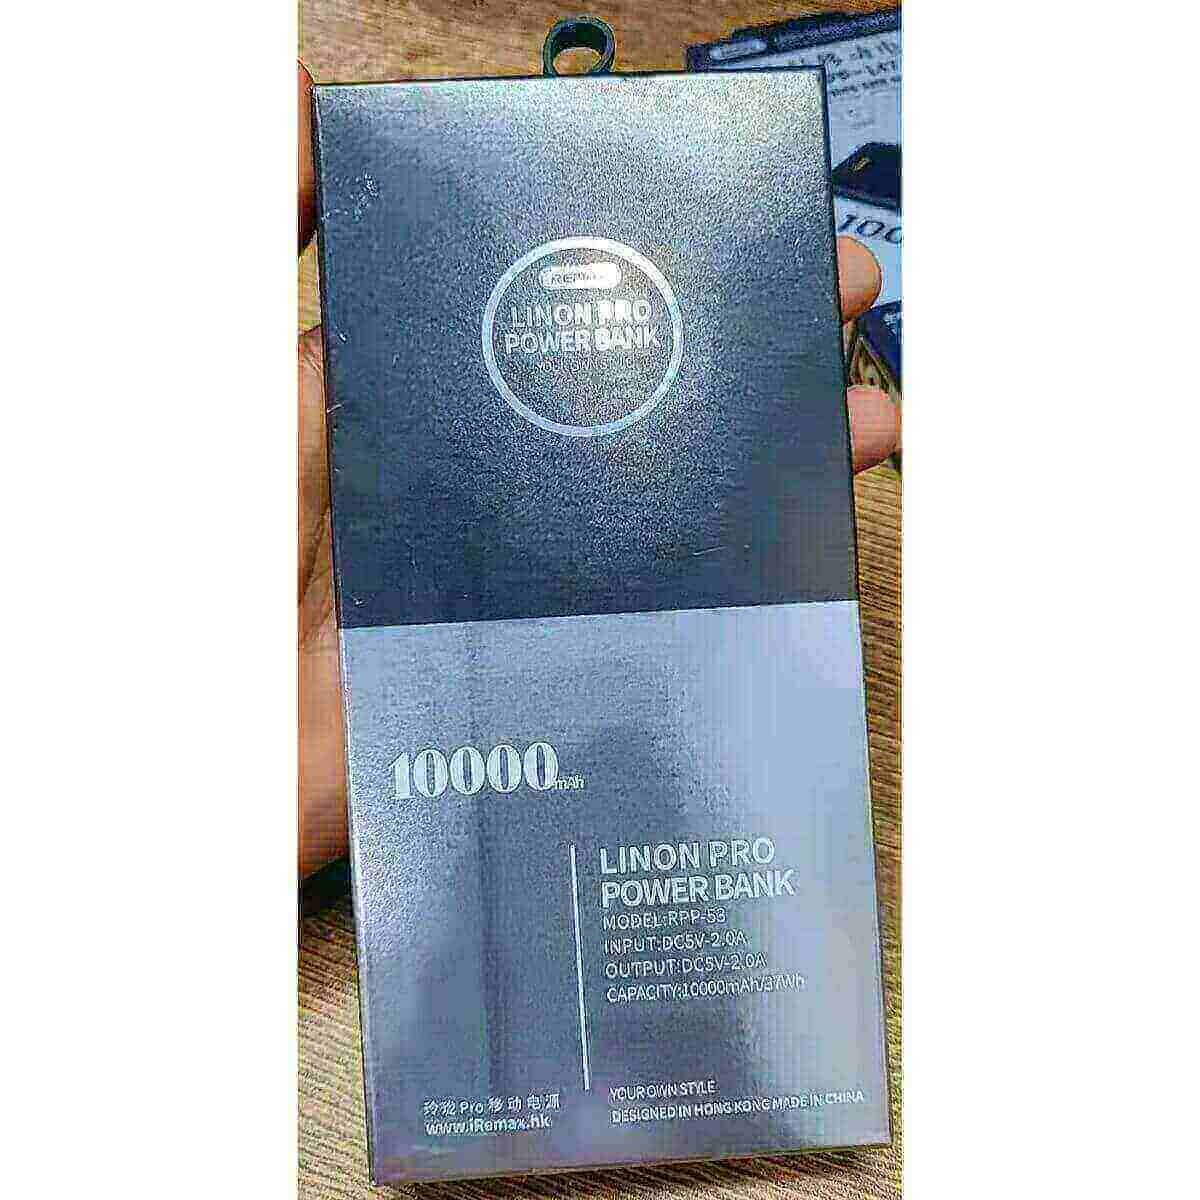 REMAX
LINON PRO
POWER BANK
10000mAh
LINON PRO
POWER BANK
MODEL:RPP-53
INPUT:DC5V-2.0A
OUTPUT:DC5V-2.0A
CAPACITY:10000mAh/37Wh
YOUR OWN STYLE
DESIGNED IN HONG KONG MADE IN CHINA
Pro 移动电源
www.iRemax.hk
100